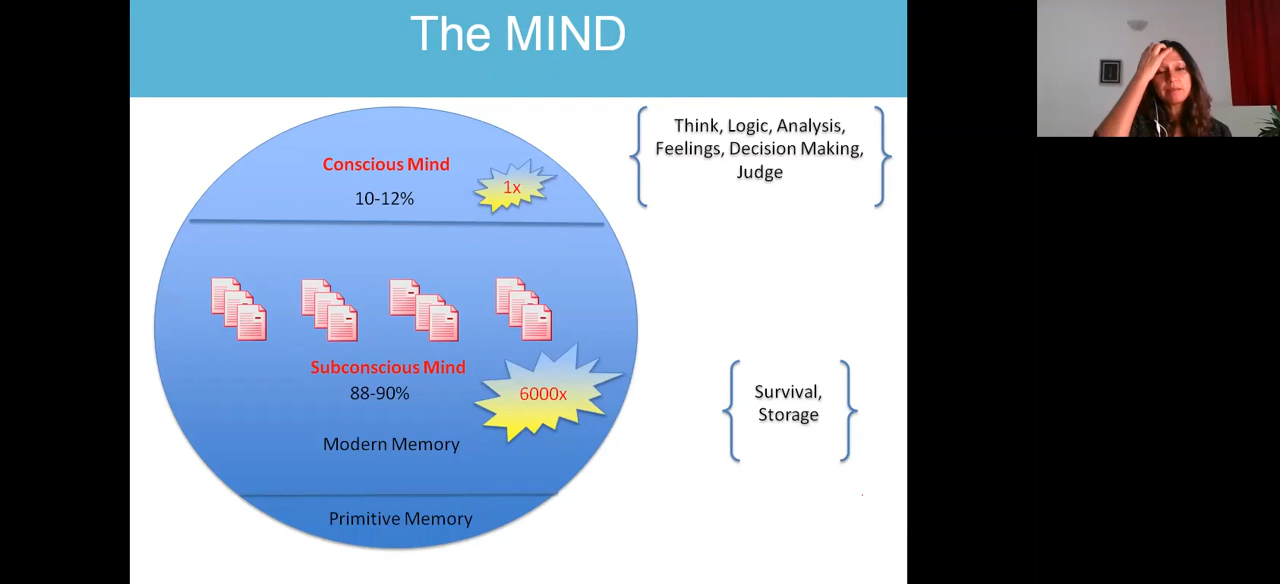 The MIND
Conscious Mind
10-12%
1x
Think, Logic, Analysis,
Feelings, Decision Making,
Judge
Subconscious Mind
88-90%
6000x
Modern Memory
Survival,
Storage
Primitive Memory